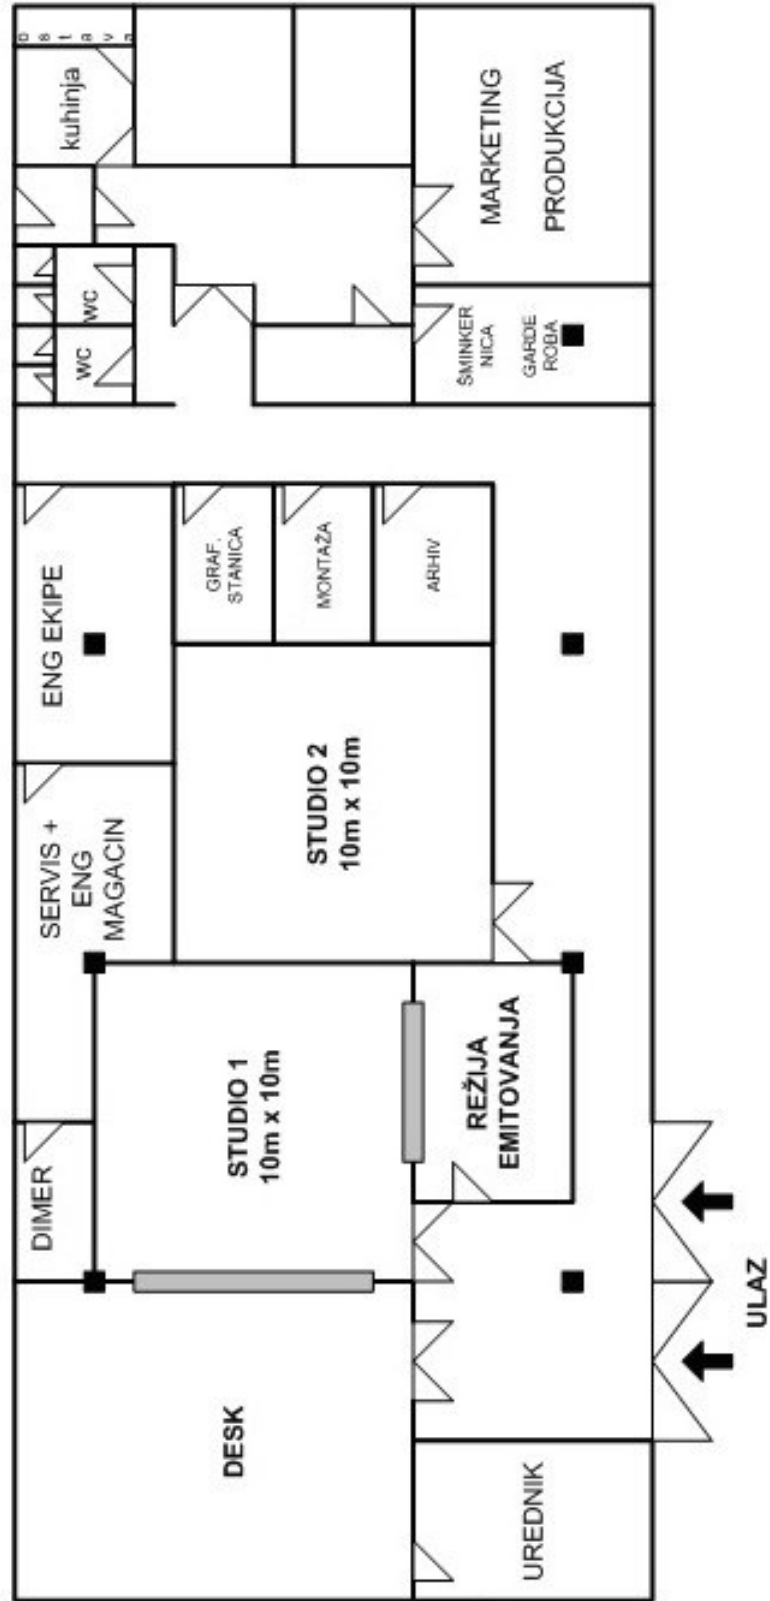 ostava
kuhinja
MARKETING
PRODUKCIJA
WC
WC
ŠMINKER
NICA
GARDE
ROBA
ENG EKIPE
GRAF.
STANICA
MONTAŽA
ARHIV
SERVIS +
ENG
MAGACIN
STUDIO 2
10m x 10m
DIMER
STUDIO 1
10m x 10m
REŽIJA
EMITOVANJA
DESK
UREDNIK
ULAZ